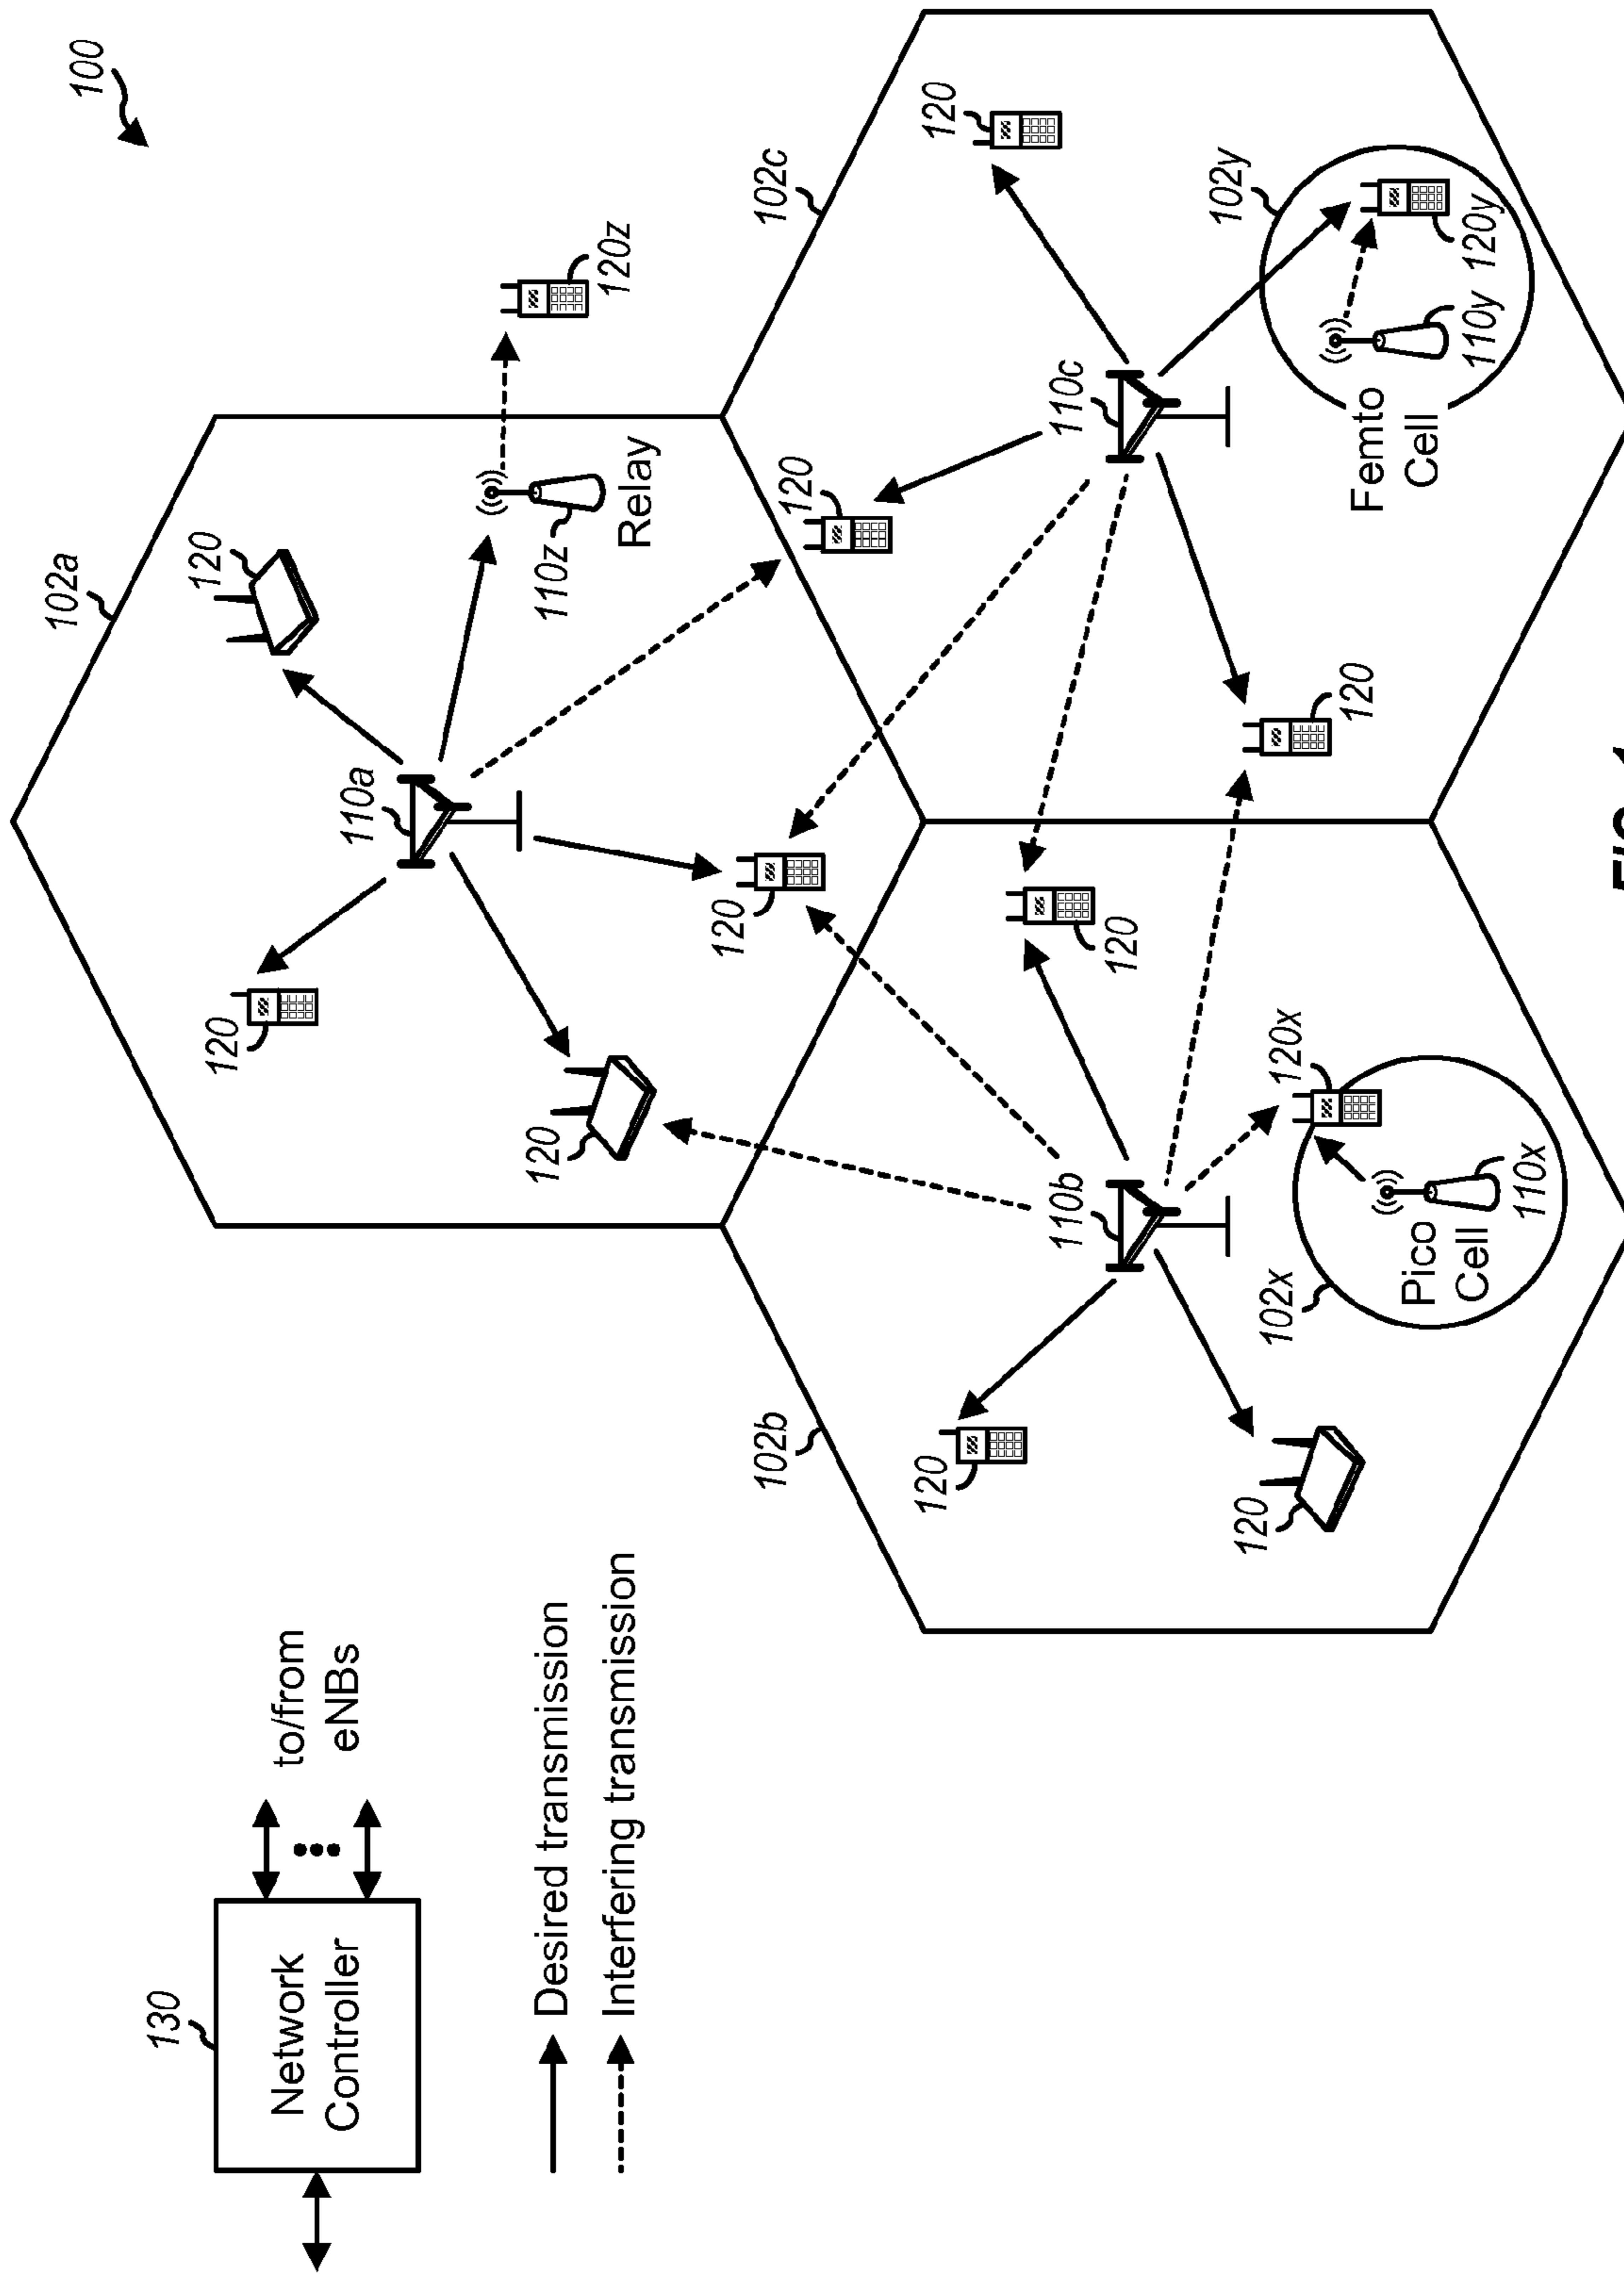 100
102a
130
120
120
Network
Controller
to/from
eNBs
110a
120
110z
120z
Relay
Desired transmission
Interfering transmission
120
120
102b
102c
120
120
110b
110c
120
102y
120
102x
120x
120
Femto
Cell
Pico
Cell
110y
120y
110x